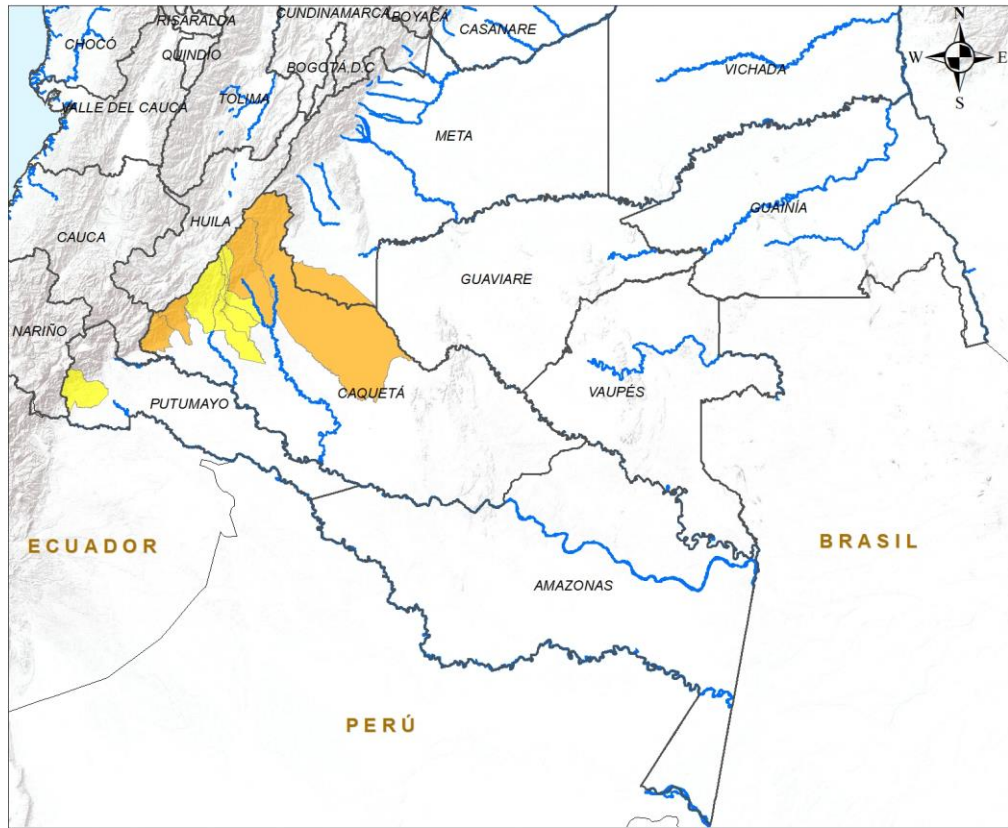 CUNDINAMARCA
BOYACÁ
RISARALDA
CASANARE
N
CHOCÓ
QUINDIO
BOGOTÁ D.C
W
E
VICHADA
TOLIMA
VALLE DEL CAUCA
S
META
HUILA
GUAINÍA
CAUCA
GUAVIARE
NARIÑO
CAQUETÁ
VAUPÉS
PUTUMAYO
ECUADOR
BRASIL
AMAZONAS
PERÚ